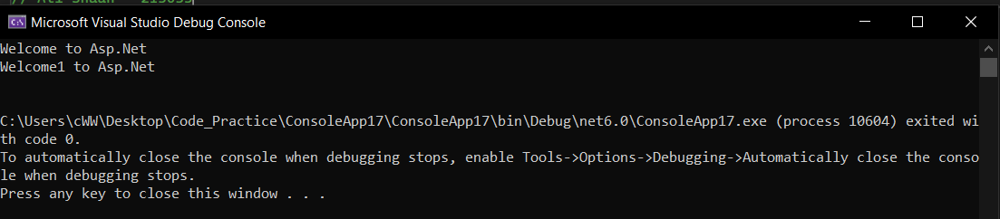 Microsoft Visual Studio Debug Console
Welcome to Asp.Net
Welcome1 to Asp.Net
C:\Users\cWW\Desktop\Code_Practice\ConsoleApp17\ConsoleApp17\bin\Debug\net6.0\ConsoleApp17.exe (process 10604) exited wi
th code 0.
To automatically close the console when debugging stops, enable Tools->Options->Debugging->Automatically close the conso
le when debugging stops.
Press any key to close this window . . .